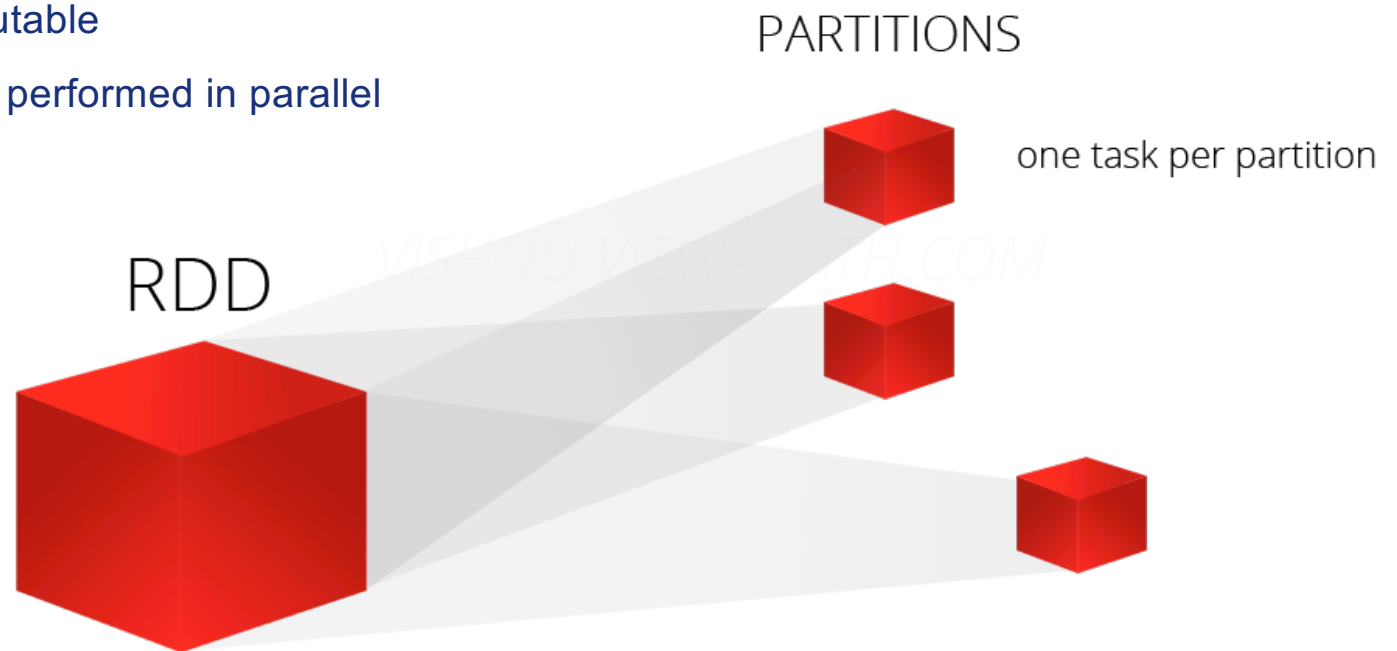 utable
PARTITIONS
performed in parallel
one task per partition
RDD